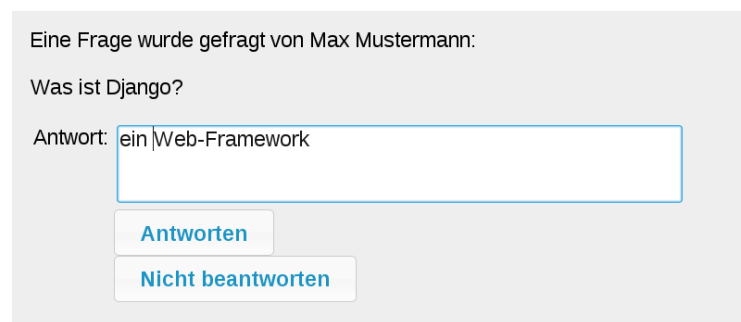 Eine Frage wurde gefragt von Max Mustermann:
Was ist Django?
Antwort: ein Web-Framework
Antworten
Nicht beantworten